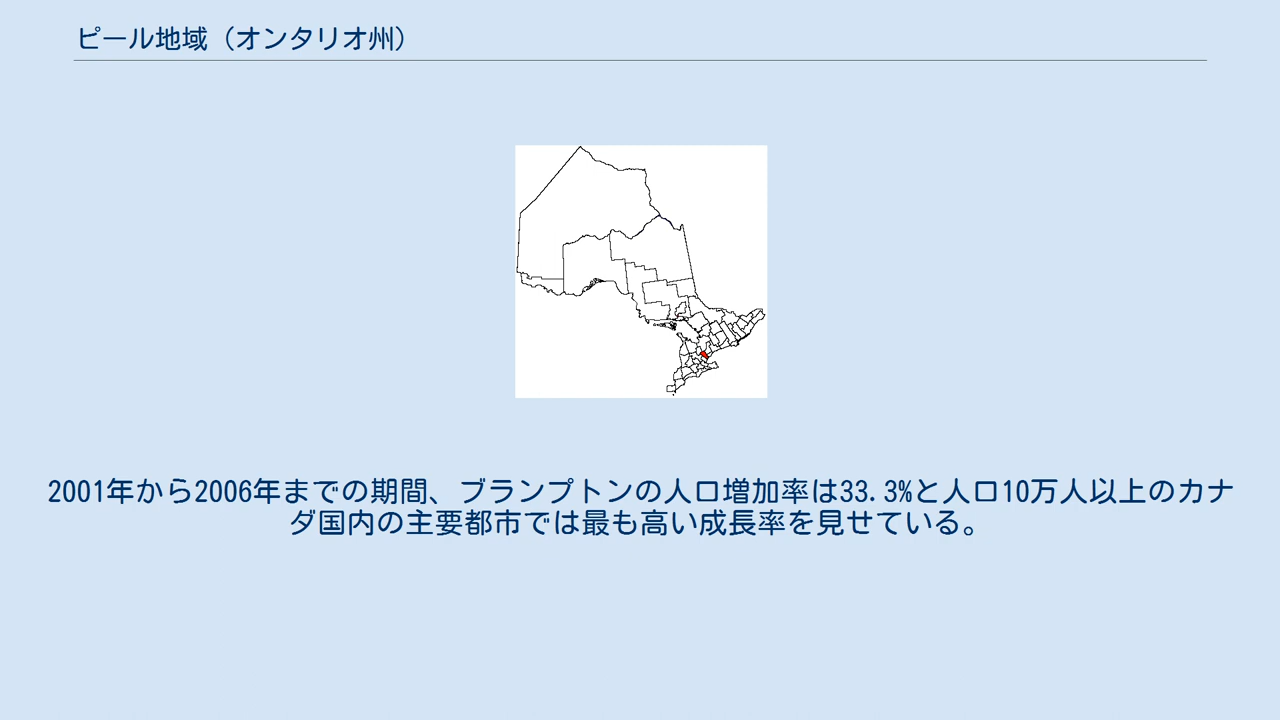 ピール地域（オンタリオ州）
2001年から2006年までの期間、ブランプトンの人口増加率は33.3%と人口10万人以上のカナ
ダ国内の主要都市では最も高い成長率を見せている。